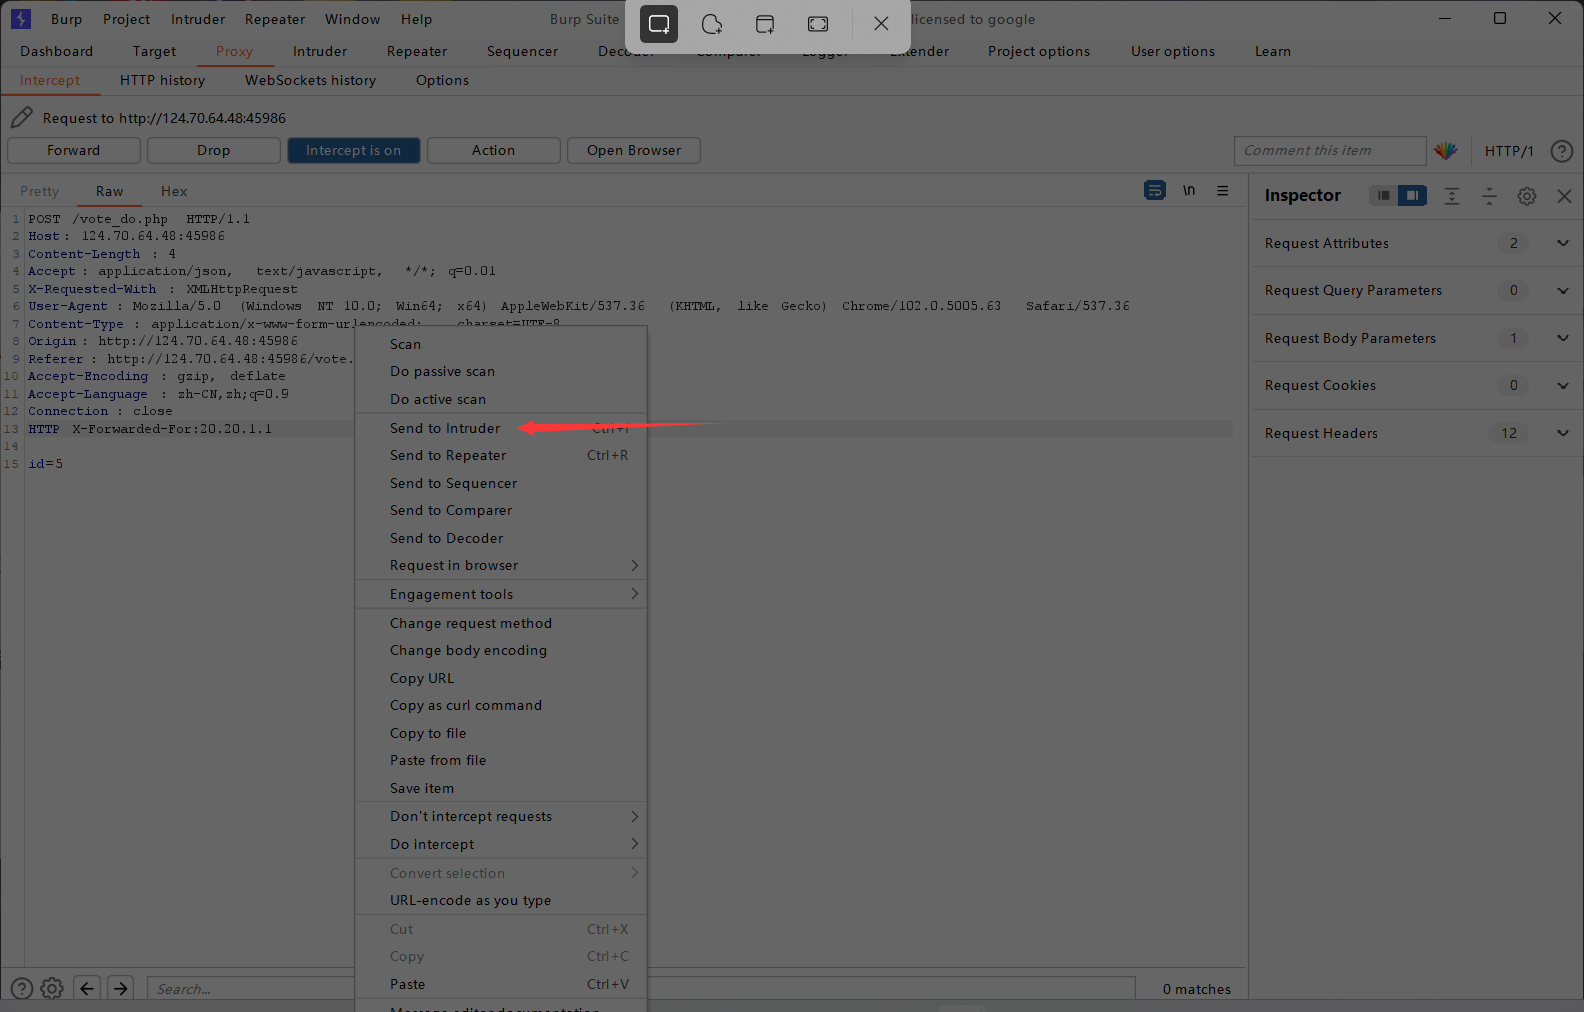 Burp Project Intruder Repeater Window Help Burp Suite licensed to google
Dashboard Target Proxy Intruder Repeater Sequencer Decoder Comparer Logger Extender Project options User options Learn
Intercept HTTP history WebSockets history Options
Request to http://124.70.64.48:45986
Forward Drop Intercept is on Action Open Browser Comment this item HTTP/1
Pretty Raw Hex \n
Inspector
1 POST /vote_do.php HTTP/1.1
2 Host: 124.70.64.48:45986
3 Content-Length : 4
4 Accept: application/json, text/javascript, */*; q=0.01
5 X-Requested-With : XMLHttpRequest
6 User-Agent : Mozilla/5.0 (Windows NT 10.0; Win64; x64) AppleWebKit/537.36 (KHTML, like Gecko) Chrome/102.0.5005.63 Safari/537.36
7 Content-Type : application/x-www-form-urlencoded; charset=UTF-8
8 Origin: http://124.70.64.48:45986
9 Referer : http://124.70.64.48:45986/vote.
10 Accept-Encoding : gzip, deflate
11 Accept-Language : zh-CN,zh;q=0.9
12 Connection : close
13 HTTP X-Forwarded-For:20.20.1.1
14
15 id=5
Scan
Do passive scan
Do active scan
Send to Intruder Ctrl+I
Send to Repeater Ctrl+R
Send to Sequencer
Send to Comparer
Send to Decoder
Request in browser
Engagement tools
Change request method
Change body encoding
Copy URL
Copy as curl command
Copy to file
Paste from file
Save item
Don't intercept requests
Do intercept
Convert selection
URL-encode as you type
Cut Ctrl+X
Copy Ctrl+C
Paste Ctrl+V
Message editor documentation
Request Attributes 2
Request Query Parameters 0
Request Body Parameters 1
Request Cookies 0
Request Headers 12
Search...
0 matches